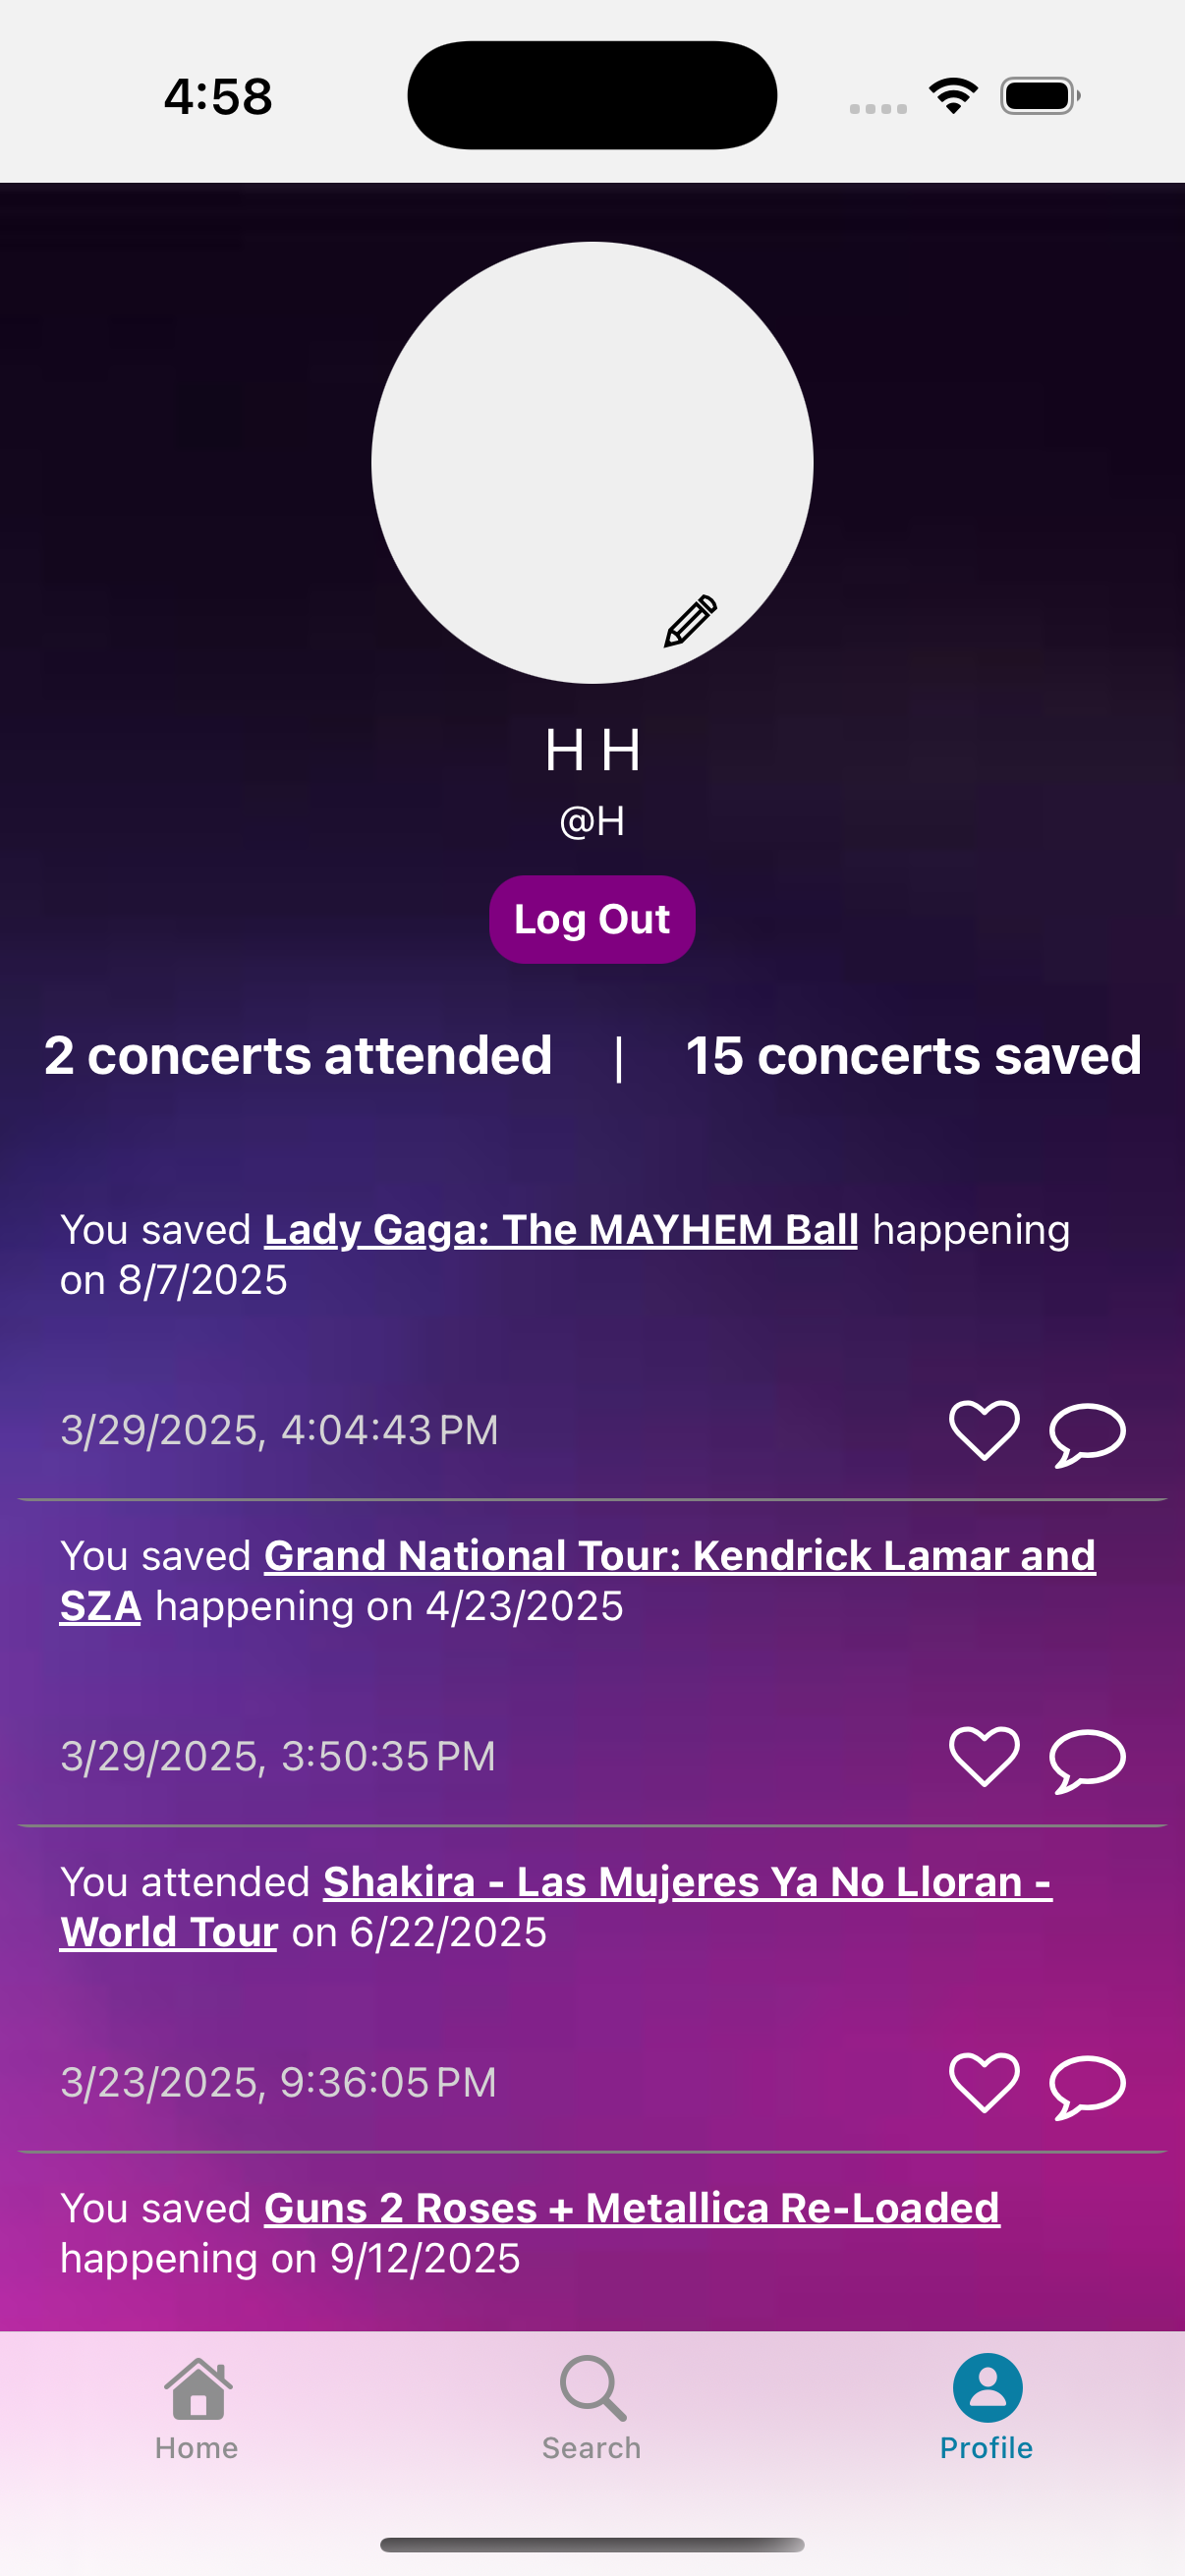 4:58
H H
@H
Log Out
2 concerts attended | 15 concerts saved
You saved Lady Gaga: The MAYHEM Ball happening
on 8/7/2025
3/29/2025, 4:04:43 PM
You saved Grand National Tour: Kendrick Lamar and
SZA happening on 4/23/2025
3/29/2025, 3:50:35 PM
You attended Shakira - Las Mujeres Ya No Lloran -
World Tour on 6/22/2025
3/23/2025, 9:36:05 PM
You saved Guns 2 Roses + Metallica Re-Loaded
happening on 9/12/2025
Home Search Profile